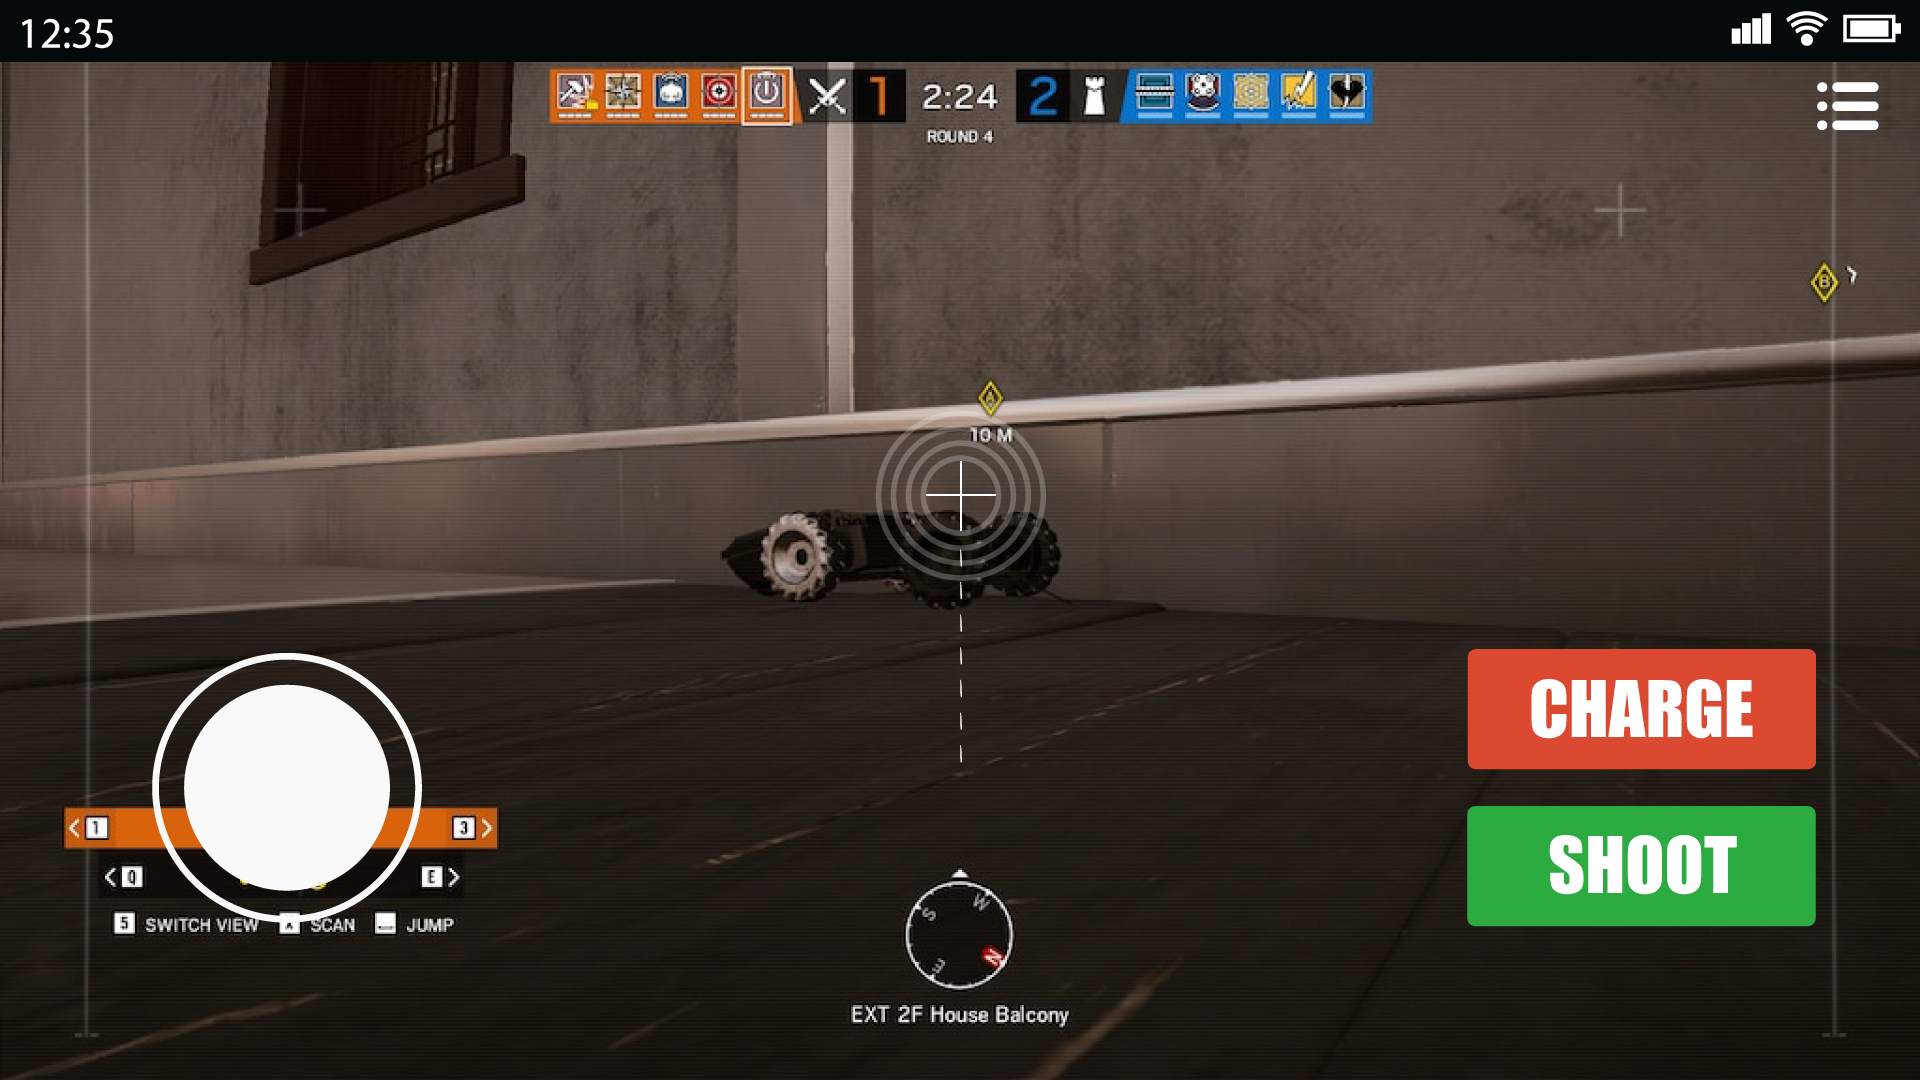 12:35
1 2:24 2
ROUND 4
B
A
10 M
CHARGE
SHOOT
1 3
Q E
5 SWITCH VIEW SCAN JUMP
S W
E N
EXT 2F House Balcony